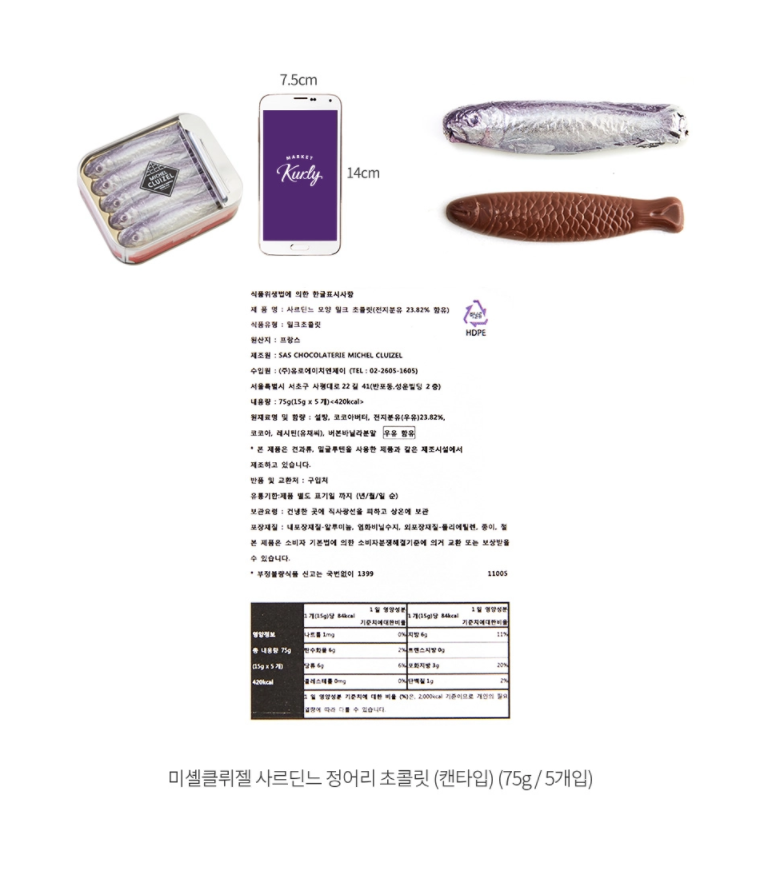 7.5cm
MICHEL
CLUIZEL
MARKET
Kurly
14cm
식품위생법에 의한 한글표시사항
제 품 명 : 사르딘느 모양 밀크 초콜릿(전지분유 23.82% 함유)
식품유형 : 밀크초콜릿
HDPE
원산지 : 프랑스
제조원 : SAS CHOCOLATERIE MICHEL CLUIZEL
수입원 : (주)유로에이치앤제이 (TEL : 02-2605-1605)
서울특별시 서초구 사평대로 22 길 41(반포동,성운빌딩 2 층)
내용량 : 75g(15g x 5 개)<420kcal>
원재료명 및 함량 : 설탕, 코코아버터, 전지분유(우유)23.82%,
코코아, 레시틴(유채씨), 버본바닐라분말 우유 함유
* 본 제품은 견과류, 밀글루텐을 사용한 제품과 같은 제조시설에서
제조하고 있습니다.
반품 및 교환처 : 구입처
유통기한:제품 별도 표기일 까지 (년/월/일 순)
보관요령 : 건냉한 곳에 직사광선을 피하고 상온에 보관
포장재질 : 내포장재질-알루미늄, 염화비닐수지, 외포장재질-폴리에틸렌, 종이, 철
본 제품은 소비자 기본법에 의한 소비자분쟁해결기준에 의거 교환 또는 보상받을
수 있습니다.
* 부정불량식품 신고는 국번없이 1399 11005
영양정보
총 내용량 75g
(15g x 5 개)
420kcal
1 개(15g)당 84kcal 1 일 영양성분 기준치에대한비율 1 개(15g)당 84kcal 1 일 영양성분 기준치에대한비율
나트륨 1mg 0% 지방 6g 11%
탄수화물 6g 2% 트랜스지방 0g
당류 6g 6% 포화지방 3g 20%
콜레스테롤 0mg 0% 단백질 1g 2%
1 일 영양성분 기준치에 대한 비율 (%)은, 2,000kcal 기준이므로 개인의 필요
열량에 따라 다를 수 있습니다.
미셸클뤼젤 사르딘느 정어리 초콜릿 (캔타입) (75g / 5개입)